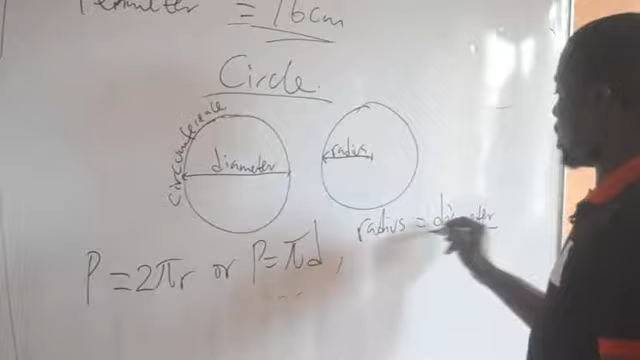 Perimeter = 16cm
Circle
circumference
diameter
radius
radius = diameter
P=2πr or P=πd,